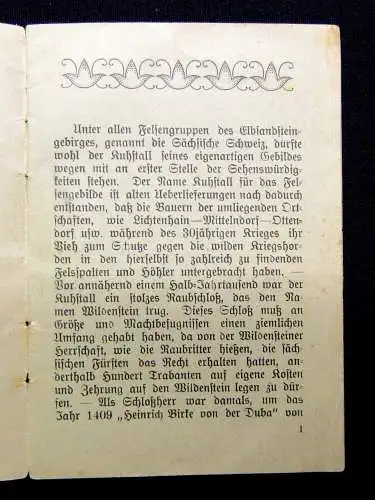 Unter allen Felsengruppen des Elblandstein-
gebirges, genannt die Sächsische Schweiz, dürfte
wohl der Kuhstall seines eigenartigen Gebildes
wegen mit an erster Stelle der Sehenswürdig-
keiten stehen. Der Name Kuhstall für das Fel-
sengebilde ist alten Ueberlieferungen nach dadurch
entstanden, daß die Bauern der umliegenden Ort-
schaften, wie Lichtenhain—Mittelndorf—Otten-
dorf usw. während des 30jährigen Krieges ihr
Vieh zum Schutze gegen die wilden Kriegshor-
den in den hierselbst so zahlreich zu findenden
Felsspalten und Höhler untergebracht haben. —
Vor annährend einem Halb-Jahrtausend war der
Kuhstall ein stolzes Raubschloß, das den Na-
men Wildenstein trug. Dieses Schloß muß an
Größe und Machtbefugnissen einen ziemlichen
Umfang gehabt haben, da von der Wildensteiner
Herrschaft, wie die Raubritter hießen, die säch-
sischen Fürsten das Recht erhalten hatten, an-
derthalb Hundert Trabanten auf eigene Kosten
und Zehrung auf den Wildenstein legen zu dür-
fen. — Als Schloßherr war damals, um das
Jahr 1409 „Heinrich Birke von der Duba" von
1